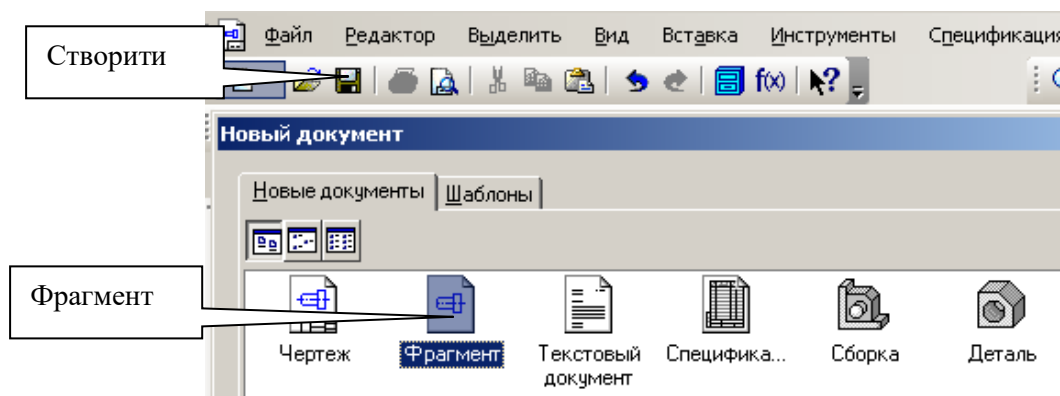 Створити
Файл Редактор Выделить Вид Вставка Инструменты Спецификация
f(x) ?
Новый документ
Новые документы Шаблоны
Фрагмент
Чертеж Фрагмент Текстовый документ Специфика... Сборка Деталь